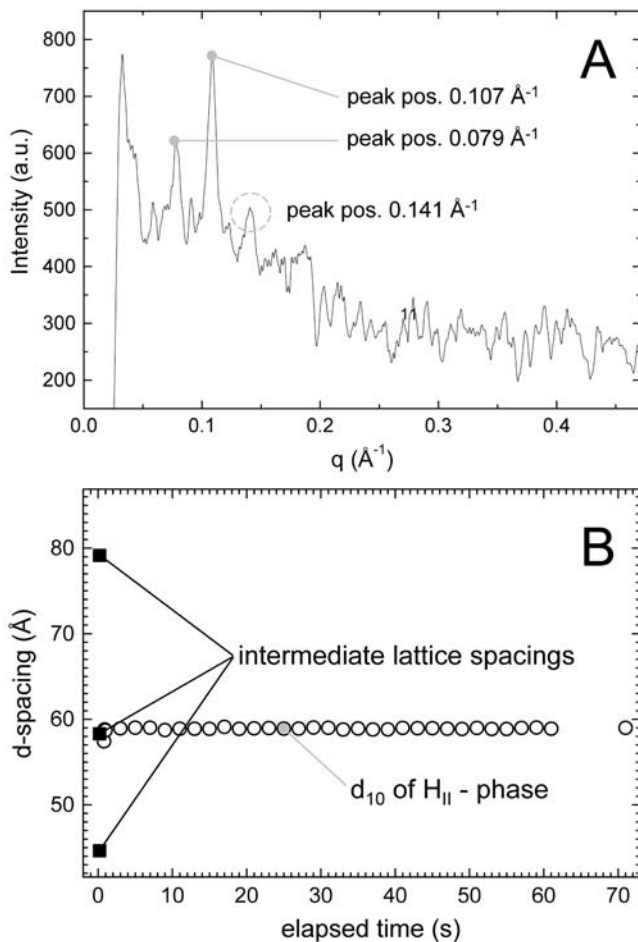 A
800
700
600
500
400
300
200
Intensity (a.u.)
peak pos. 0.107 Å-1
peak pos. 0.079 Å-1
peak pos. 0.141 Å-1
11
0.0 0.1 0.2 0.3 0.4
q (Å-1)
B
80
70
60
50
d-spacing (Å)
intermediate lattice spacings
d10 of HII - phase
0 10 20 30 40 50 60 70
elapsed time (s)